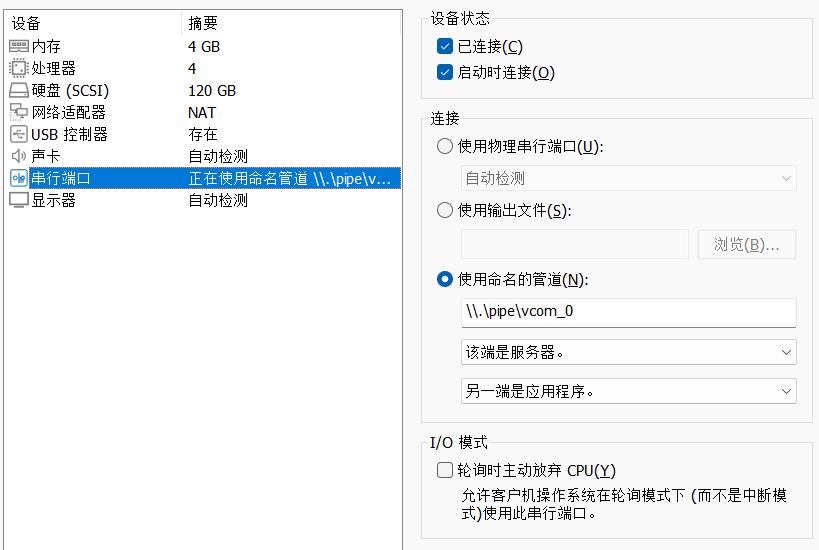 设备 摘要
内存 4 GB
处理器 4
硬盘 (SCSI) 120 GB
网络适配器 NAT
USB 控制器 存在
声卡 自动检测
串行端口 正在使用命名管道 \\.\pipe\v...
显示器 自动检测
设备状态
已连接(C)
启动时连接(O)
连接
使用物理串行端口(U):
自动检测
使用输出文件(S):
浏览(B)...
使用命名的管道(N):
\\.\pipe\vcom_0
该端是服务器。
另一端是应用程序。
I/O 模式
轮询时主动放弃 CPU(Y)
允许客户机操作系统在轮询模式下 (而不是中断模
式)使用此串行端口。